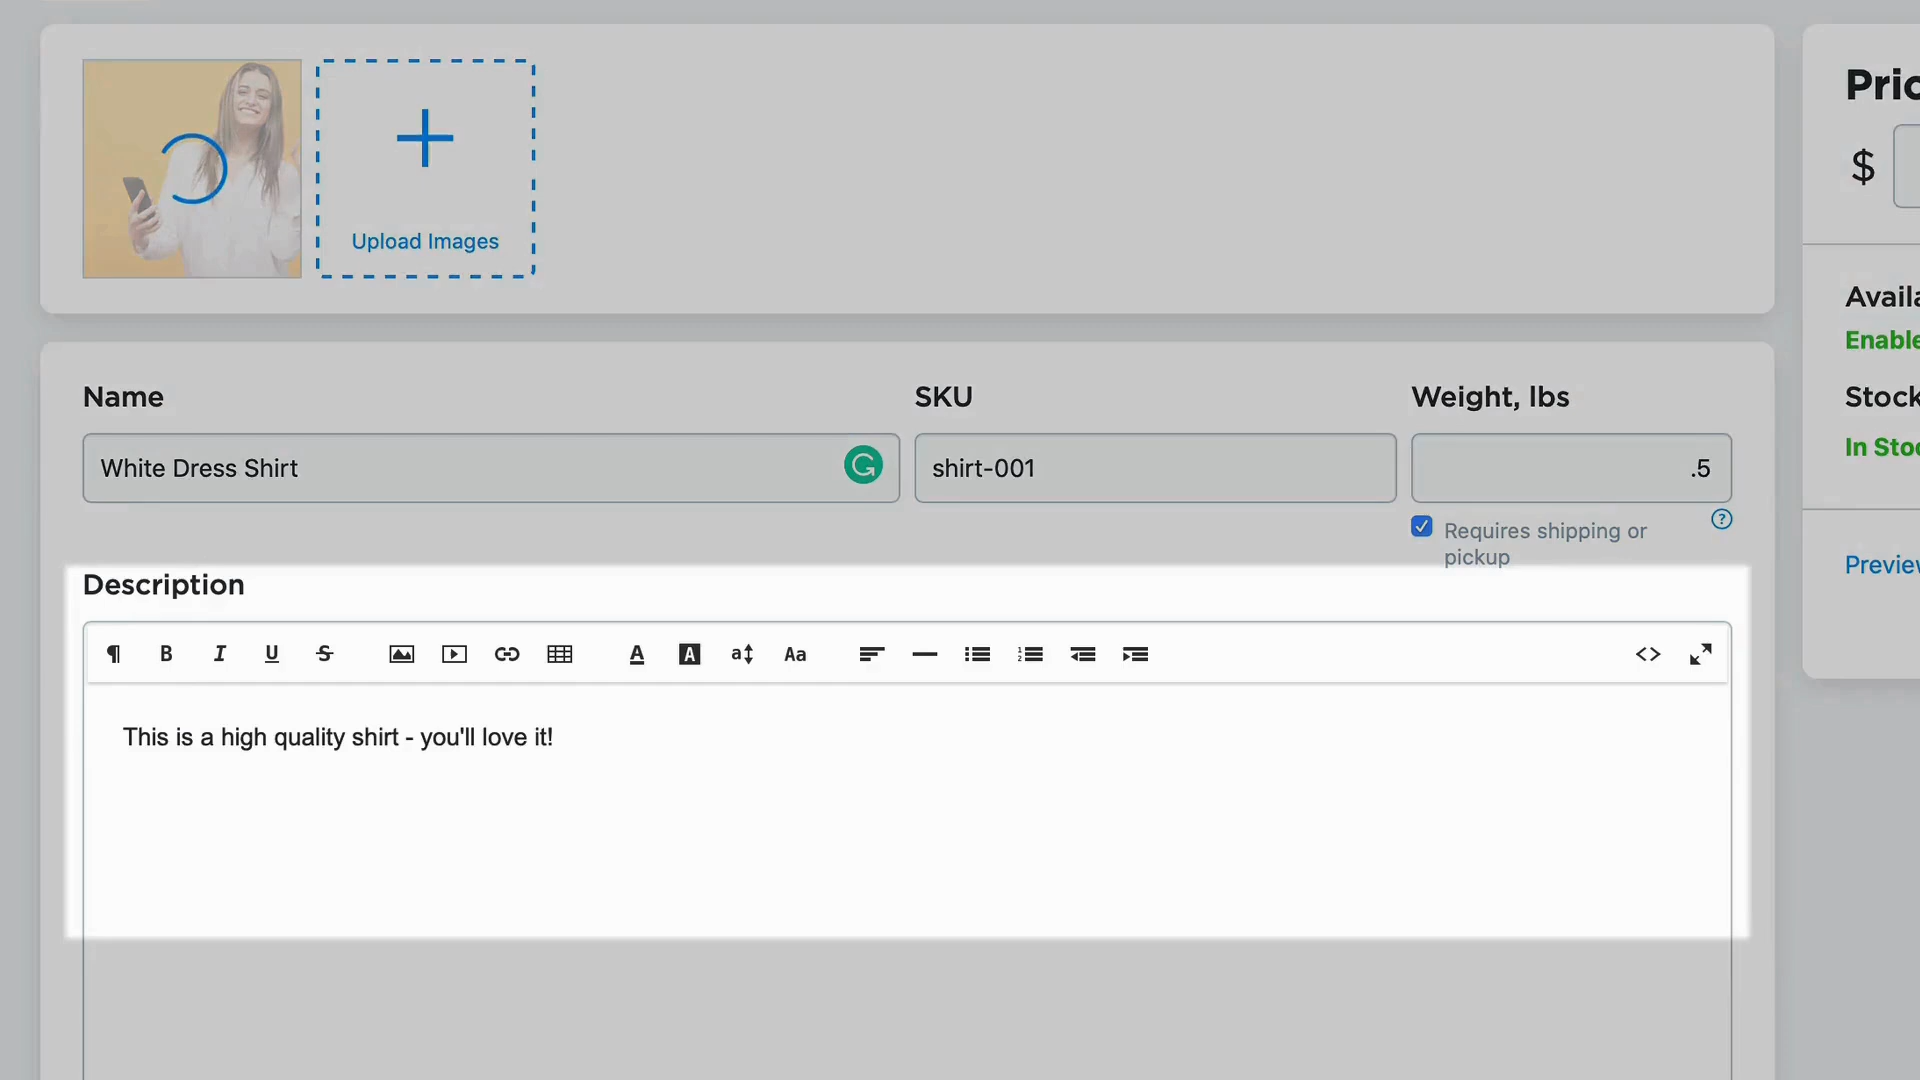 Upload Images
$
Name
SKU
Weight, lbs
White Dress Shirt
shirt-001
.5
Requires shipping or
pickup
Description
This is a high quality shirt - you'll love it!